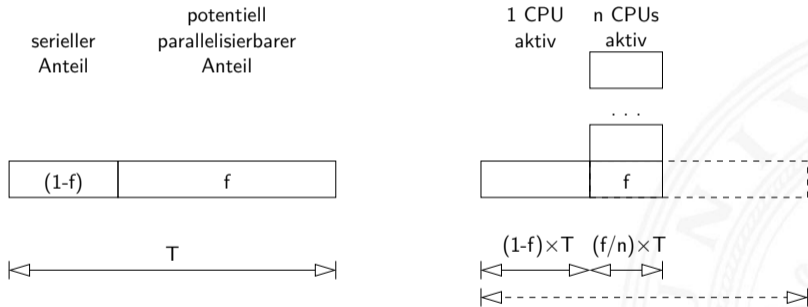 serieller
Anteil
potentiell
parallelisierbarer
Anteil
(1-f)
f
T
1 CPU
aktiv
n CPUs
aktiv
. . .
f
(1-f)×T
(f/n)×T